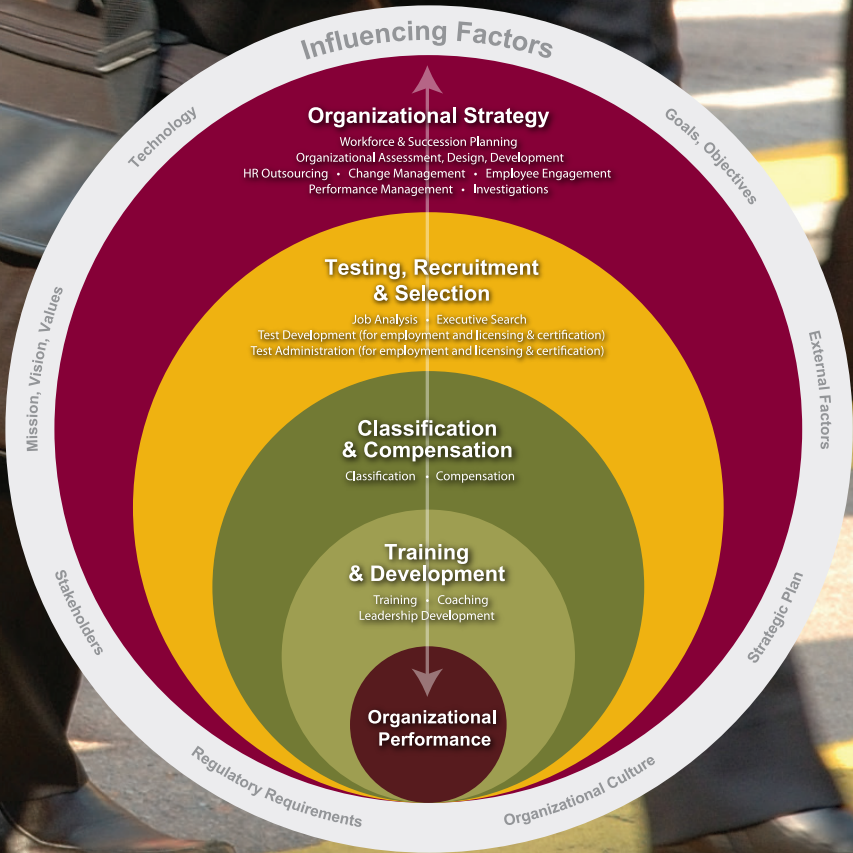 Influencing Factors
Technology
Goals, Objectives
Mission, Vision, Values
External Factors
Stakeholders
Strategic Plan
Regulatory Requirements
Organizational Culture
Organizational Strategy
Workforce & Succession Planning
Organizational Assessment, Design, Development
HR Outsourcing • Change Management • Employee Engagement
Performance Management • Investigations
Testing, Recruitment
& Selection
Job Analysis • Executive Search
Test Development (for employment and licensing & certification)
Test Administration (for employment and licensing & certification)
Classification
& Compensation
Classification • Compensation
Training
& Development
Training • Coaching
Leadership Development
Organizational
Performance